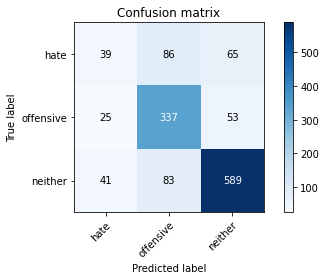 Confusion matrix
True label
hate 39 86 65
offensive 25 337 53
neither 41 83 589
hate offensive neither
Predicted label
500
400
300
200
100